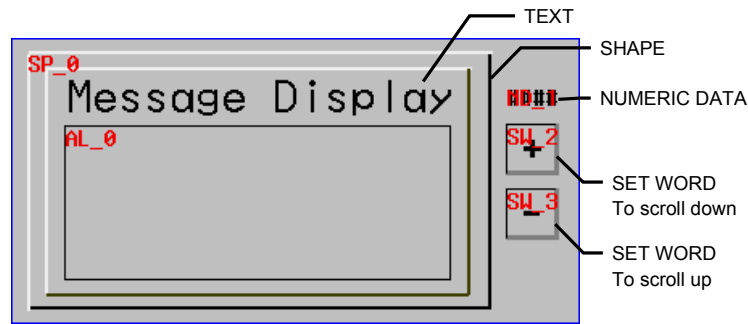 TEXT
SHAPE
SP_0
Message Display
NUMERIC DATA
AL_0
SW_2
+
SET WORD
To scroll down
SW_3
-
SET WORD
To scroll up